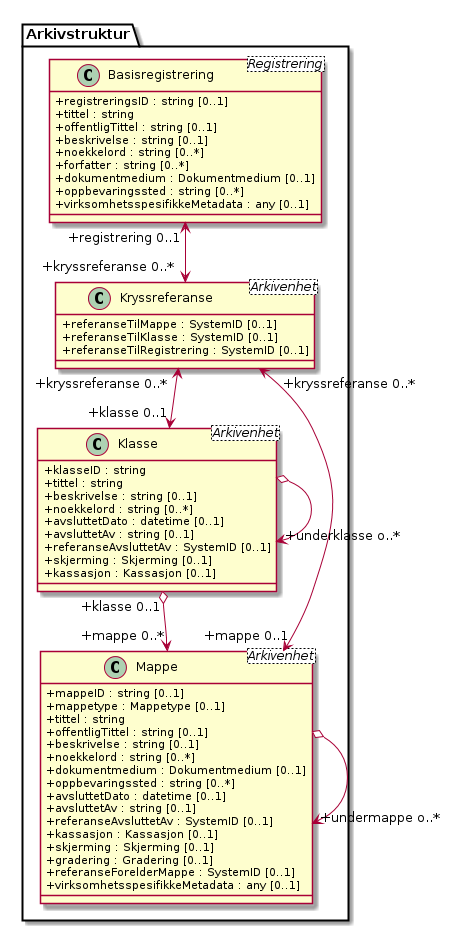 Arkivstruktur
Registrering
C Basisregistrering
+registreringsID : string [0..1]
+tittel : string
+offentligTittel : string [0..1]
+beskrivelse : string [0..1]
+noekkelord : string [0..*]
+forfatter : string [0..*]
+dokumentmedium : Dokumentmedium [0..1]
+oppbevaringssted : string [0..*]
+virksomhetsspesifikkeMetadata : any [0..1]
+registrering 0..1
+kryssreferanse 0..*
Arkivenhet
C Kryssreferanse
+referanseTilMappe : SystemID [0..1]
+referanseTilKlasse : SystemID [0..1]
+referanseTilRegistrering : SystemID [0..1]
+kryssreferanse 0..*
+kryssreferanse 0..*
+klasse 0..1
Arkivenhet
C Klasse
+klasseID : string
+tittel : string
+beskrivelse : string [0..1]
+noekkelord : string [0..*]
+avsluttetDato : datetime [0..1]
+avsluttetAv : string [0..1]
+referanseAvsluttetAv : SystemID [0..1]
+skjerming : Skjerming [0..1]
+kassasjon : Kassasjon [0..1]
+underklasse o..*
+klasse 0..1
+mappe 0..*
+mappe 0..1
Arkivenhet
C Mappe
+mappeID : string [0..1]
+mappetype : Mappetype [0..1]
+tittel : string
+offentligTittel : string [0..1]
+beskrivelse : string [0..1]
+noekkelord : string [0..*]
+dokumentmedium : Dokumentmedium [0..1]
+oppbevaringssted : string [0..*]
+avsluttetDato : datetime [0..1]
+avsluttetAv : string [0..1]
+referanseAvsluttetAv : SystemID [0..1]
+kassasjon : Kassasjon [0..1]
+skjerming : Skjerming [0..1]
+gradering : Gradering [0..1]
+referanseForelderMappe : SystemID [0..1]
+virksomhetsspesifikkeMetadata : any [0..1]
+undermappe o..*